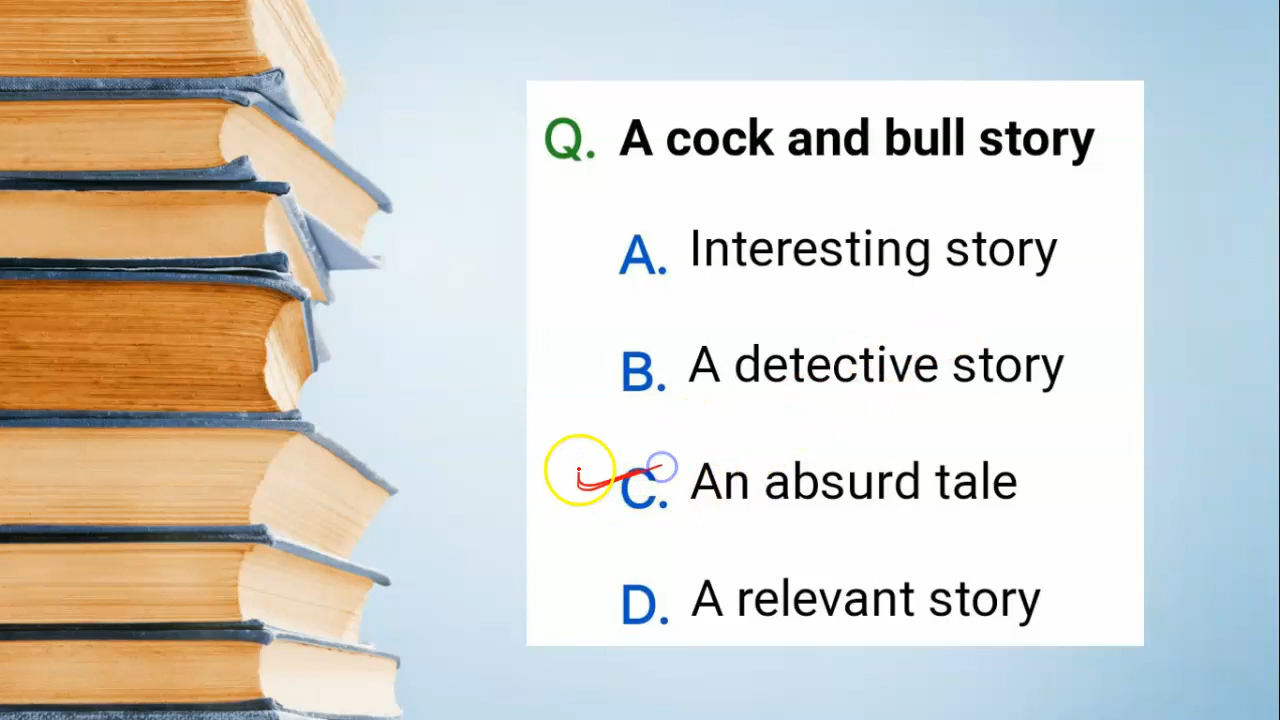 Q. A cock and bull story
A. Interesting story
B. A detective story
C. An absurd tale
D. A relevant story